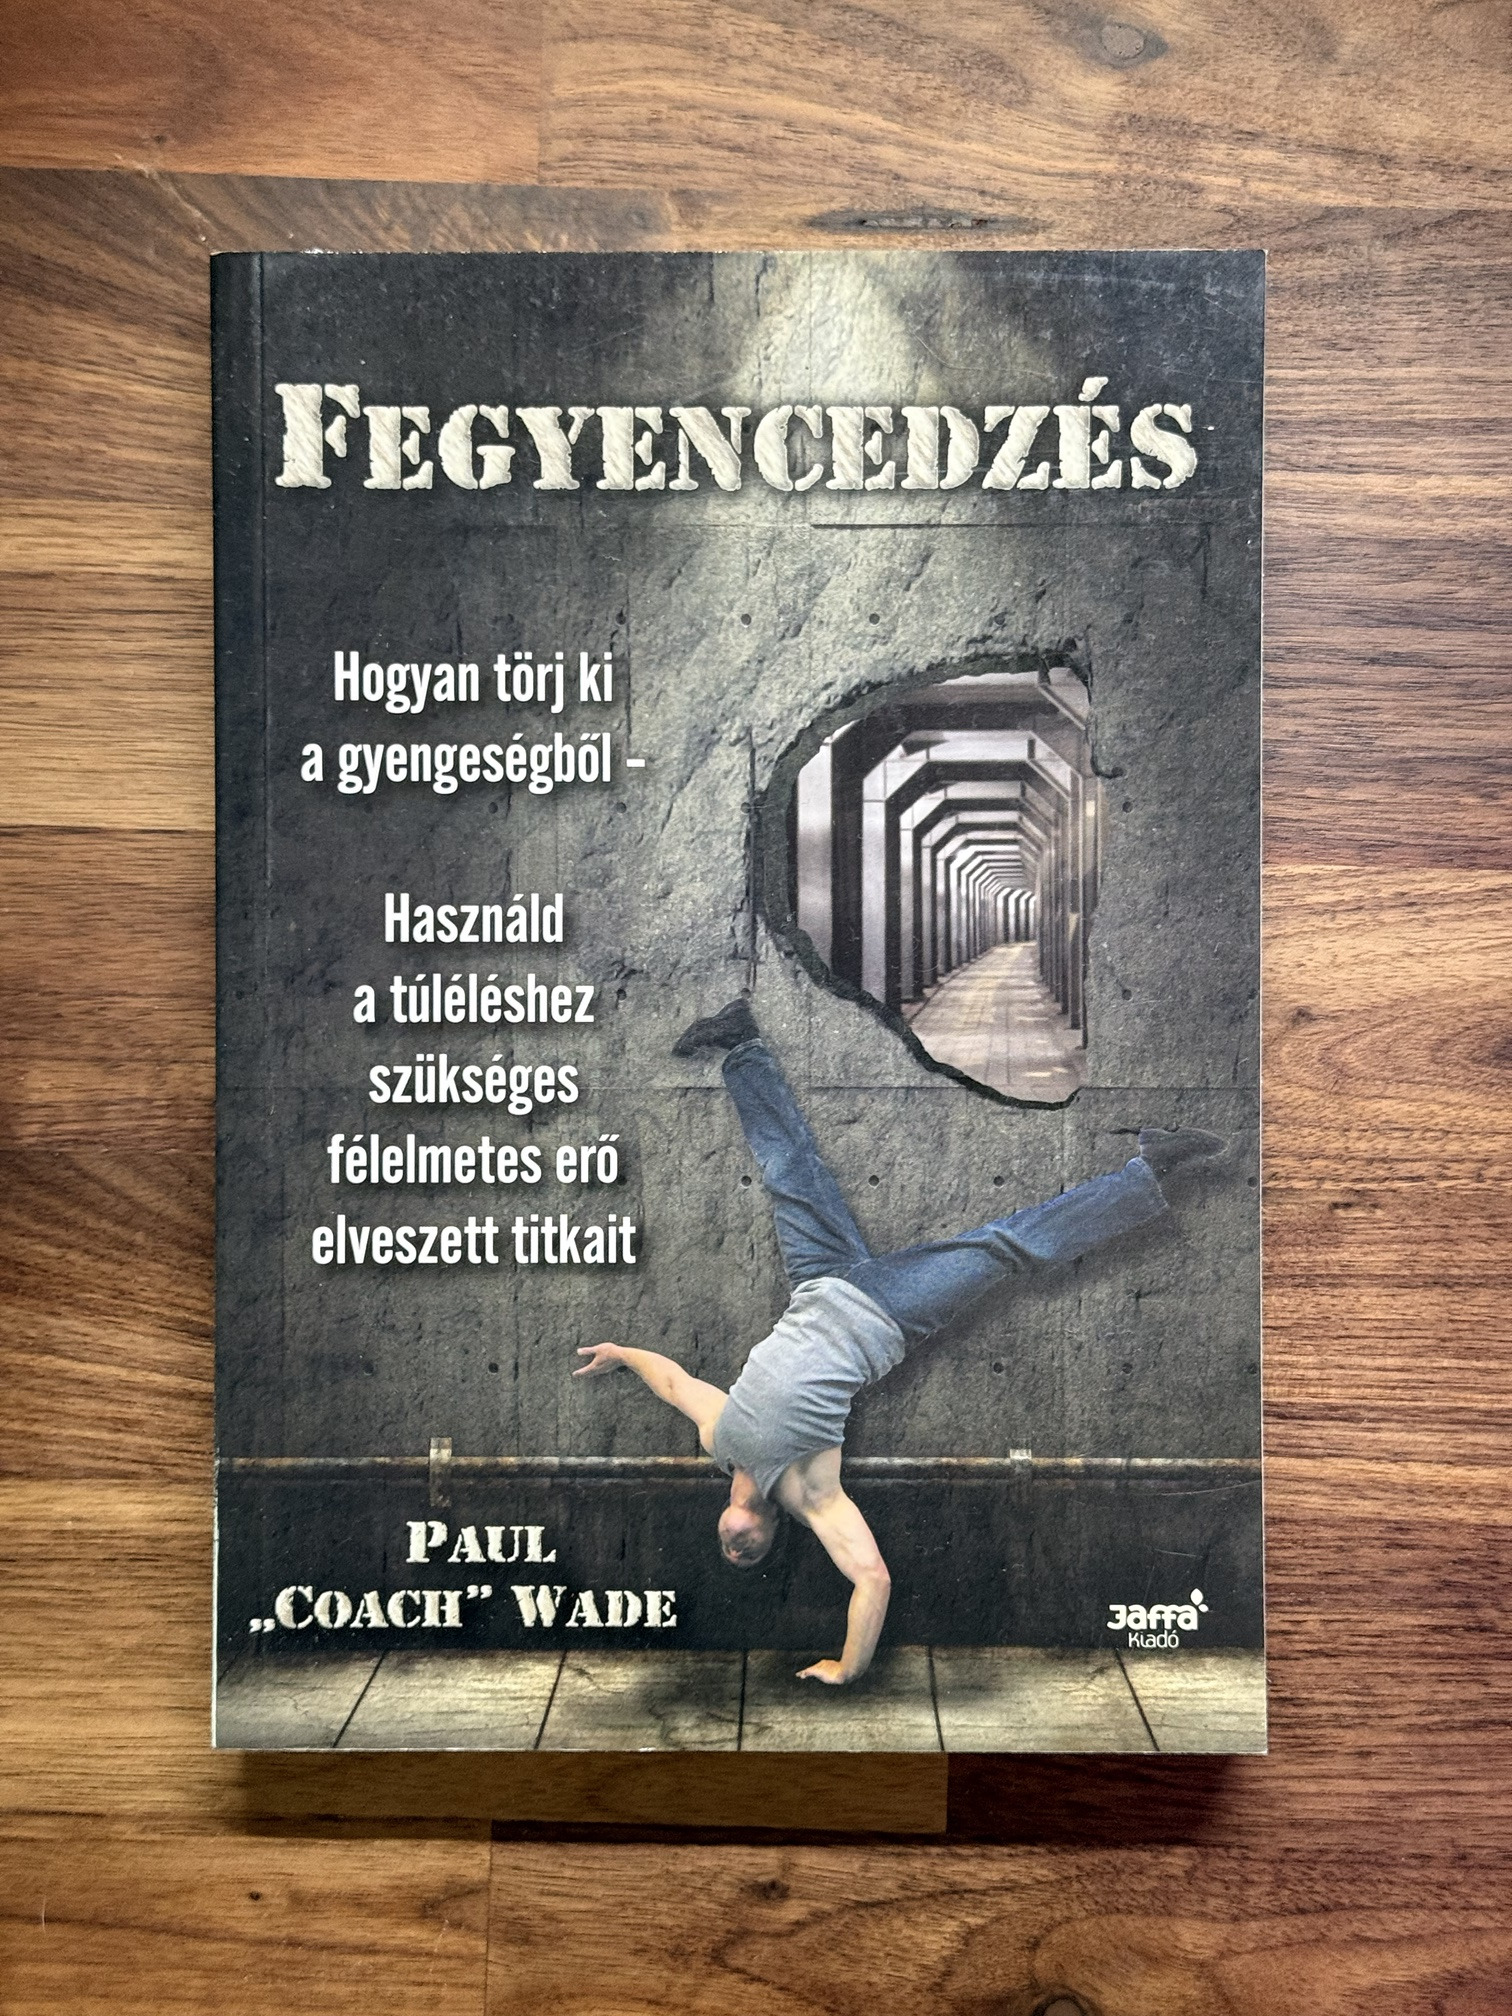 FEGYENCEDZÉS
Hogyan törj ki
a gyengeségből –
Használd
a túléléshez
szükséges
félelmetes erő
elveszett titkait
PAUL
„COACH” WADE
Jaffa
Kiadó